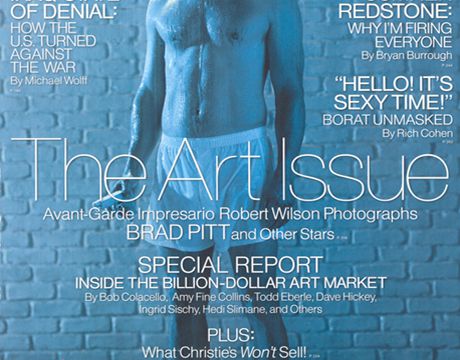 OF DENIAL:
HOW THE
U.S. TURNED
AGAINST
THE WAR
By Michael Wolff
REDSTONE:
WHY I'M FIRING
EVERYONE
By Bryan Burrough
P. 244
"HELLO! IT'S
SEXY TIME!"
BORAT UNMASKED
By Rich Cohen
The Art Issue
Avant-Garde Impresario Robert Wilson Photographs
BRAD PITT and Other Stars
SPECIAL REPORT
INSIDE THE BILLION-DOLLAR ART MARKET
By Bob Colacello, Amy Fine Collins, Todd Eberle, Dave Hickey,
Ingrid Sischy, Hedi Slimane, and Others
PLUS:
What Christie's Won't Sell!